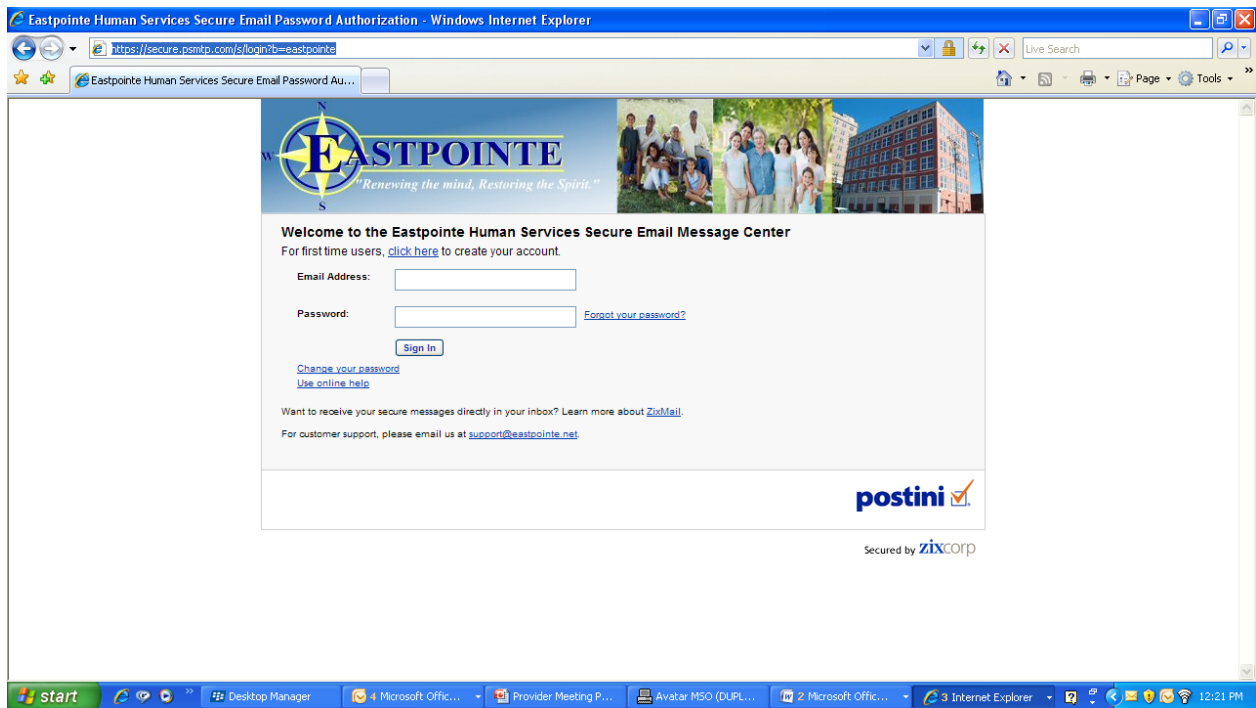 Eastpointe Human Services Secure Email Password Authorization - Windows Internet Explorer
https://secure.psmtp.com/s/login?b=eastpointe
Live Search
Eastpointe Human Services Secure Email Password Au...
Page
Tools
N
W
EASTPOINTE
"Renewing the mind, Restoring the Spirit."
S
Welcome to the Eastpointe Human Services Secure Email Message Center
For first time users, click here to create your account.
Email Address:
Password:
Forgot your password?
Sign In
Change your password
Use online help
Want to receive your secure messages directly in your inbox? Learn more about ZixMail.
For customer support, please email us at support@eastpointe.net.
postini
Secured by zixcorp
start
Desktop Manager
4 Microsoft Offic...
Provider Meeting P...
Avatar MSO (DUPL...
2 Microsoft Offic...
3 Internet Explorer
12:21 PM